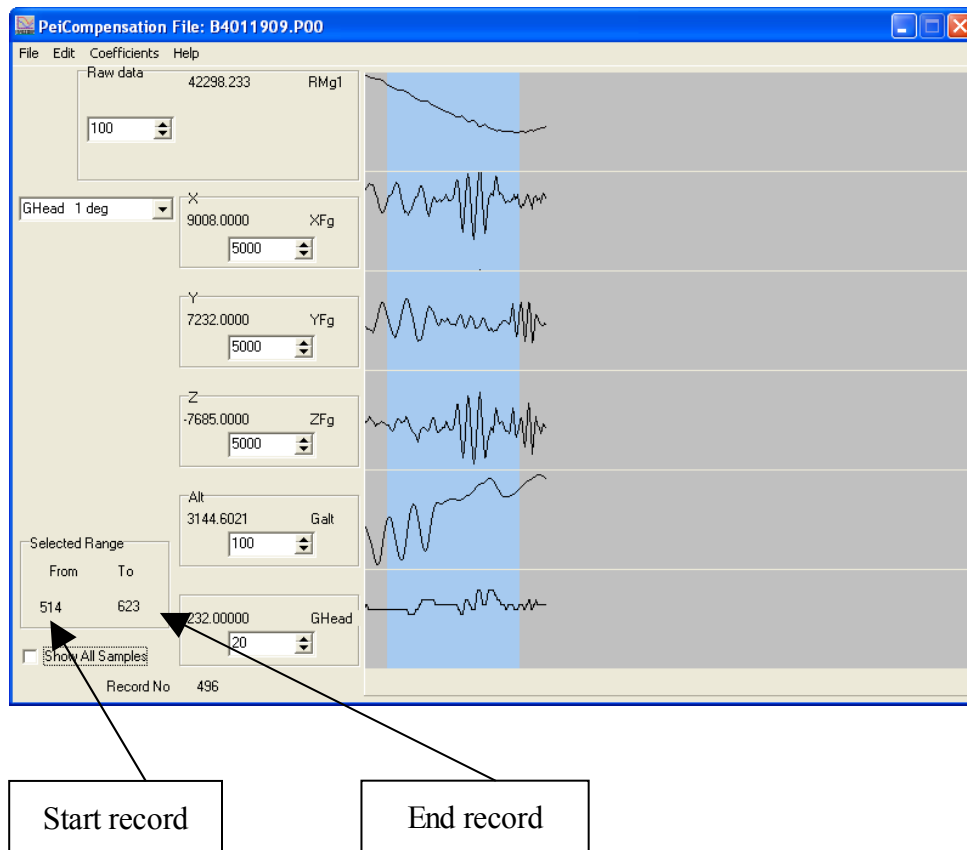 PeiCompensation File: B4011909.P00
File Edit Coefficients Help
Raw data
42298.233 RMg1
100
GHead 1 deg
X
9008.0000 XFg
5000
Y
7232.0000 YFg
5000
Z
-7685.0000 ZFg
5000
Alt
3144.6021 Galt
100
Selected Range
From To
514 623
232.00000 GHead
20
Show All Samples
Record No 496
Start record
End record